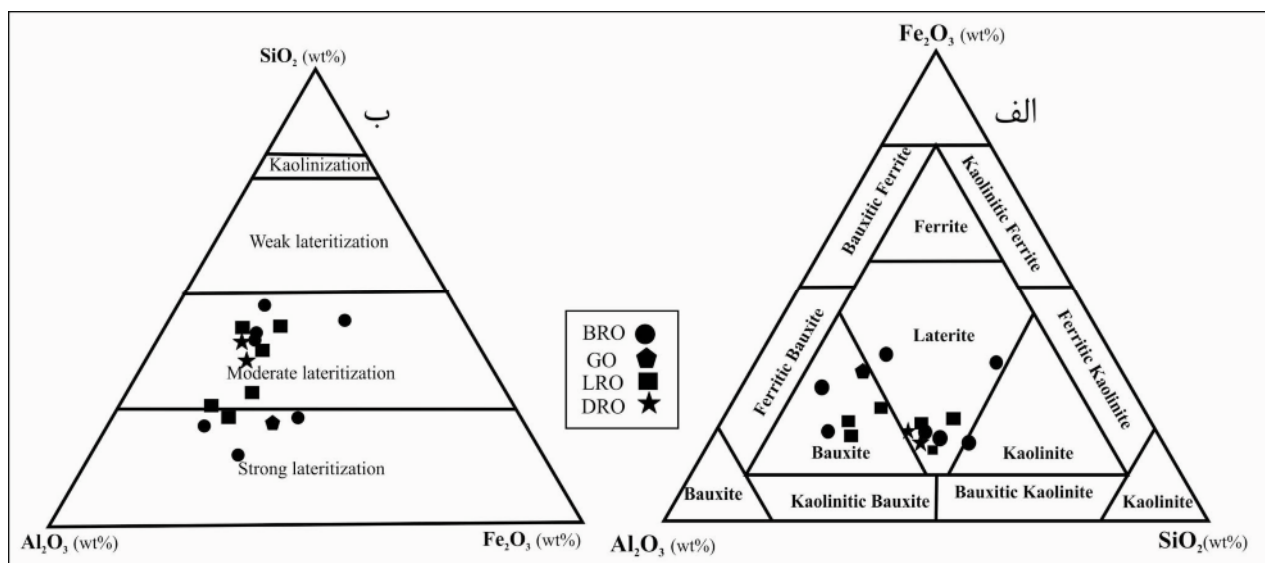 SiO₂ (wt%)
ب
Kaolinization
Weak lateritization
Moderate lateritization
Strong lateritization
Al₂O₃ (wt%)
Fe₂O₃ (wt%)
BRO
GO
LRO
DRO
Fe₂O₃ (wt%)
الف
Bauxitic Ferrite
Kaolinitic Ferrite
Ferrite
Laterite
Ferritic Bauxite
Ferritic Kaolinite
Bauxite
Kaolinite
Bauxite
Kaolinitic Bauxite
Bauxitic Kaolinite
Kaolinite
Al₂O₃ (wt%)
SiO₂(wt%)